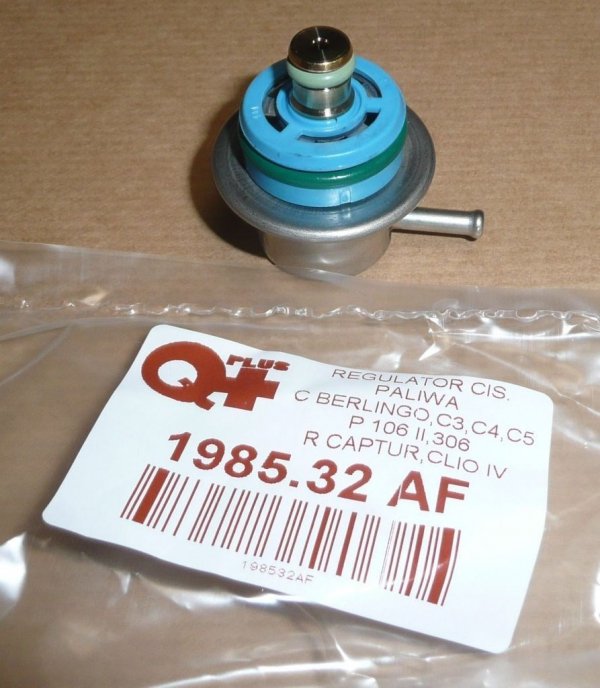 Q PLUS
REGULATOR CIS.
PALIWA
C BERLINGO,C3,C4,C5
P 106 II,306
R CAPTUR,CLIO IV
1985.32 AF
198532AF